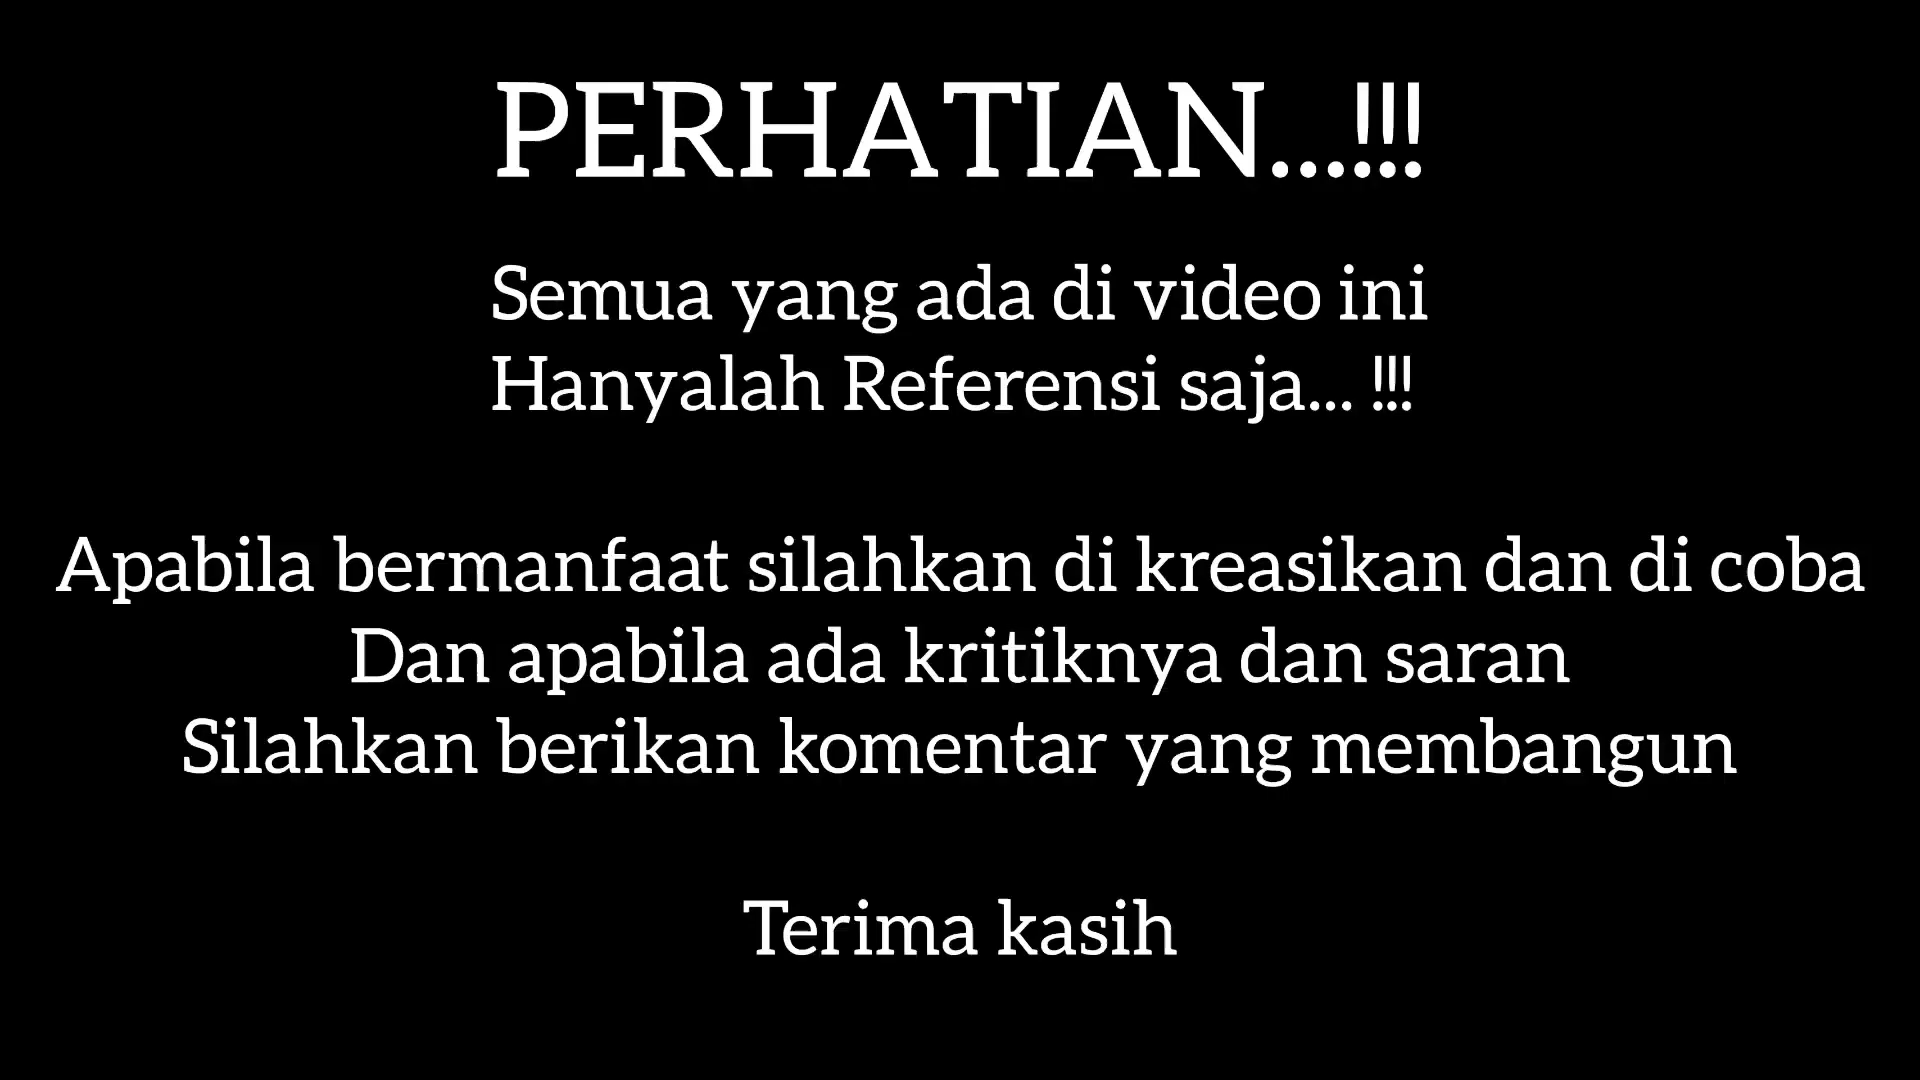 PERHATIAN...!!!
Semua yang ada di video ini
Hanyalah Referensi saja... !!!
Apabila bermanfaat silahkan di kreasikan dan di coba
Dan apabila ada kritiknya dan saran
Silahkan berikan komentar yang membangun
Terima kasih